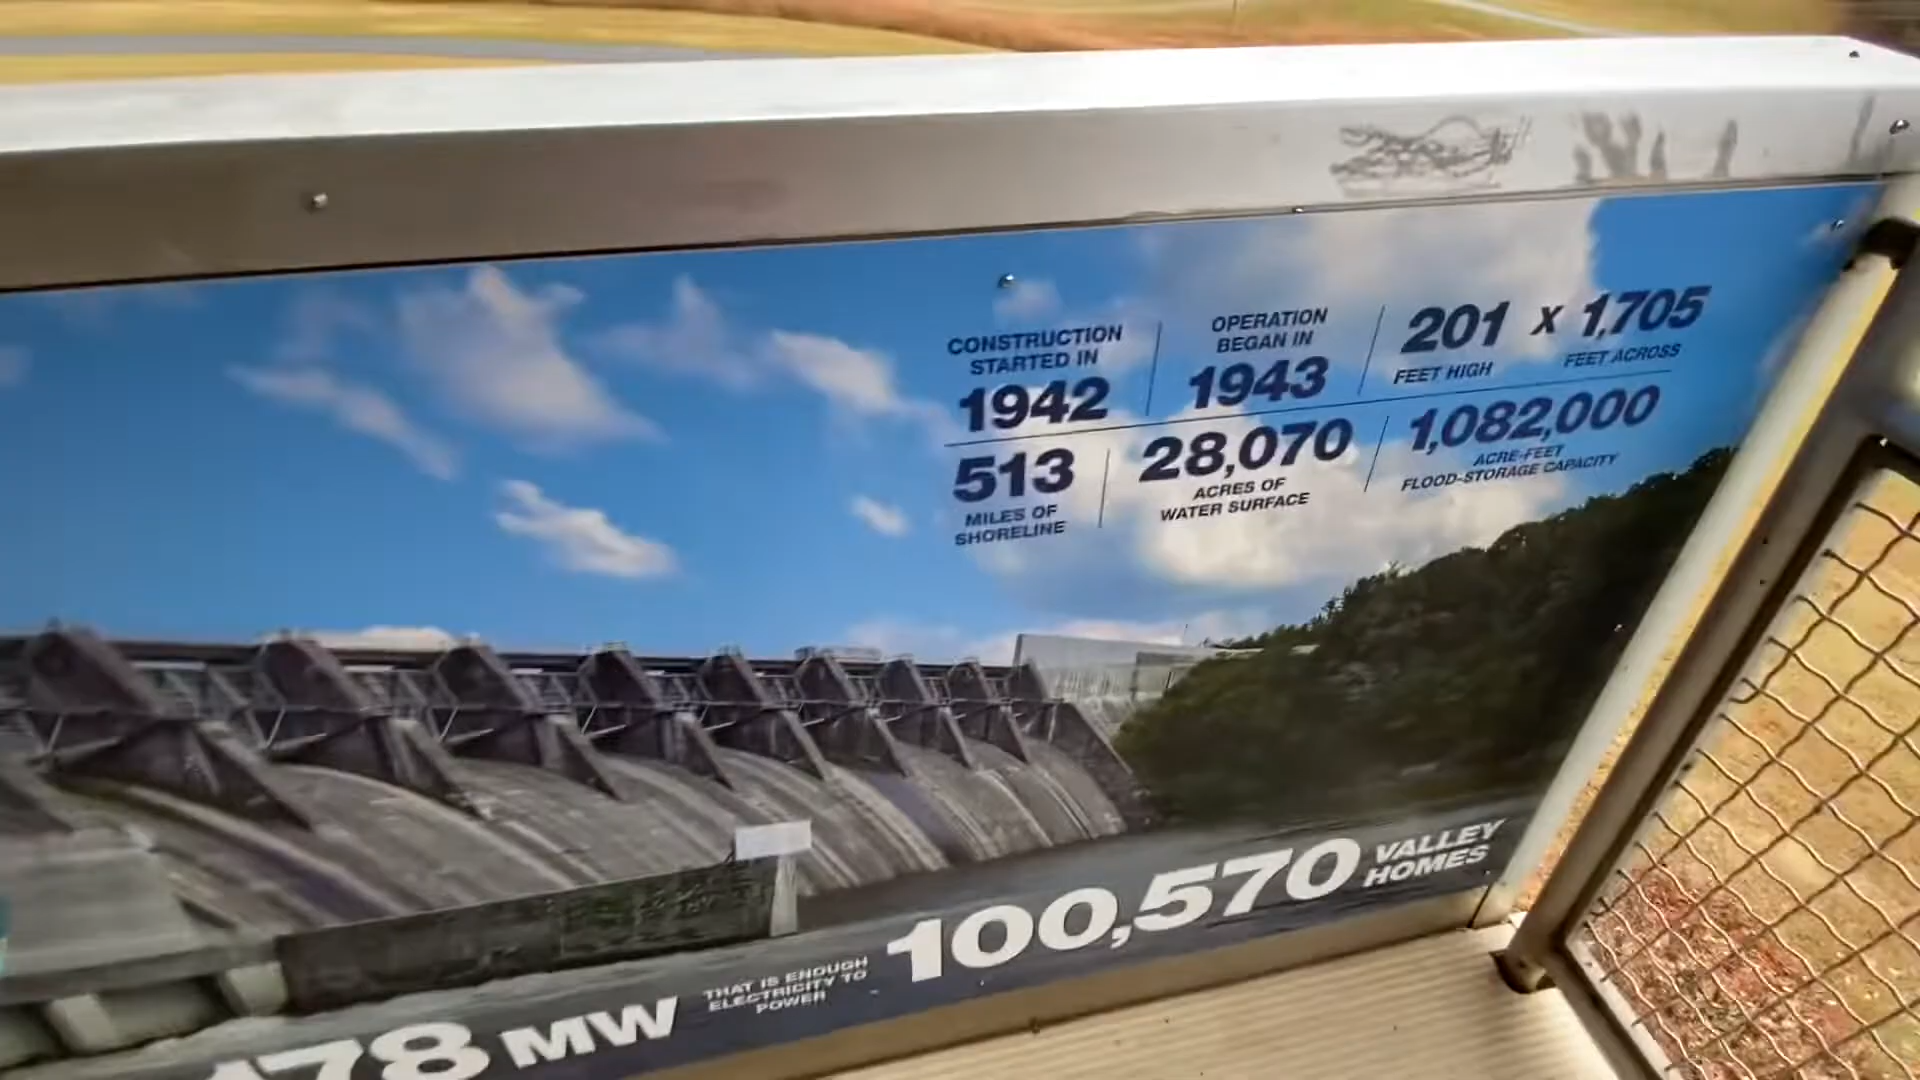 CONSTRUCTION
STARTED IN
1942
OPERATION
BEGAN IN
1943
201 X 1,705
FEET HIGH FEET ACROSS
513
MILES OF
SHORELINE
28,070
ACRES OF
WATER SURFACE
1,082,000
ACRE-FEET
FLOOD-STORAGE CAPACITY
78 MW
THAT IS ENOUGH
ELECTRICITY TO
POWER
100,570
VALLEY
HOMES